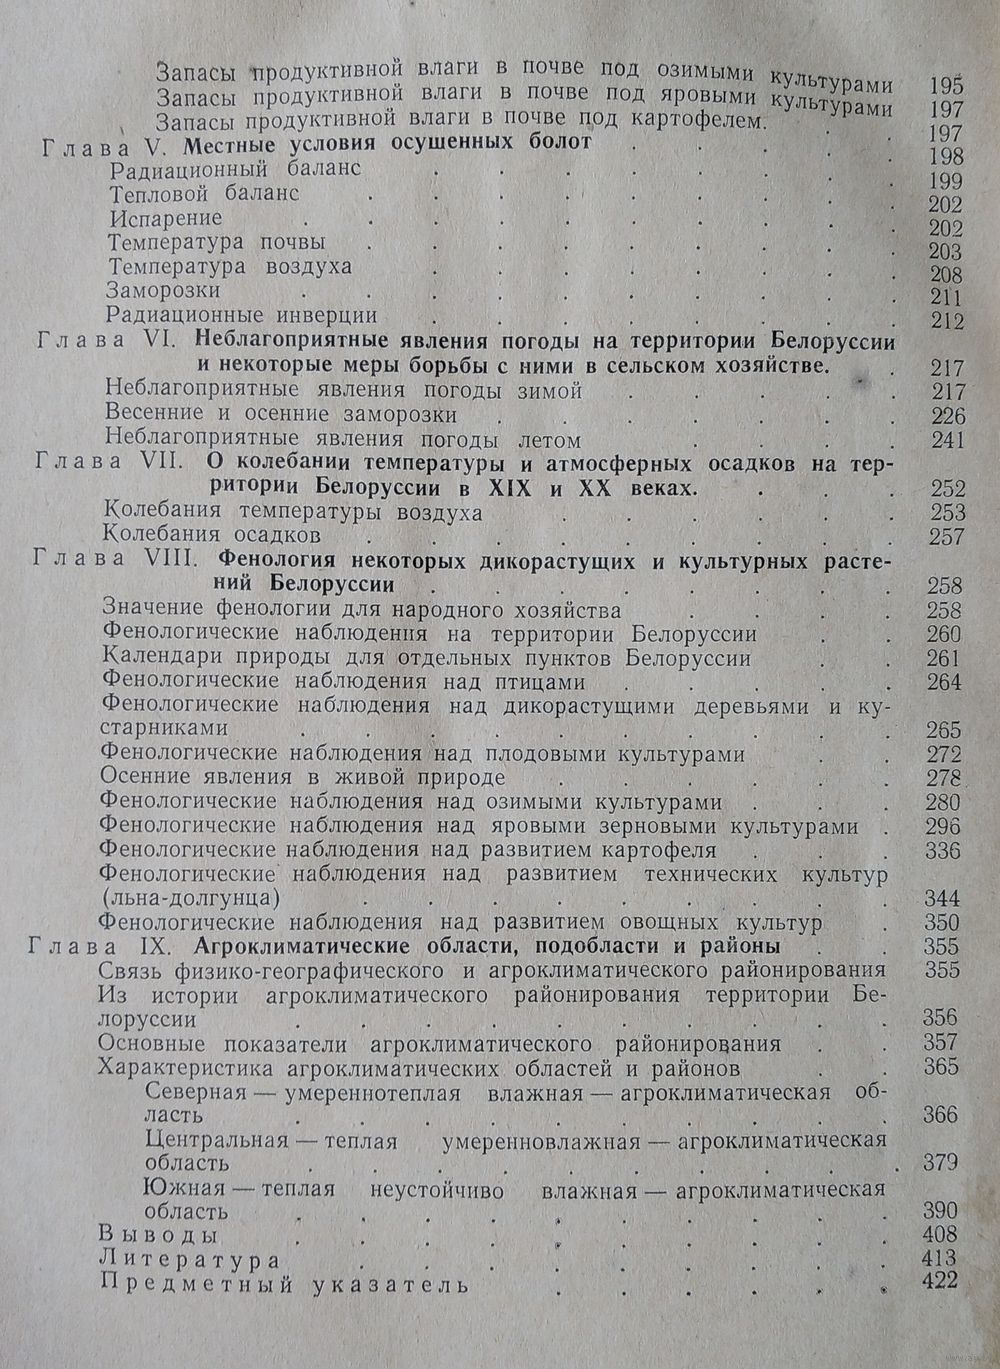 Запасы продуктивной влаги в почве под озимыми культурами 195
Запасы продуктивной влаги в почве под яровыми культурами 197
Запасы продуктивной влаги в почве под картофелем. . . 197
Глава V. Местные условия осушенных болот . . . . . 198
Радиационный баланс . . . . . . . . 199
Тепловой баланс . . . . . . . . . 202
Испарение . . . . . . . . . . 202
Температура почвы . . . . . . . . . 203
Температура воздуха . . . . . . . . 208
Заморозки . . . . . . . . . . 211
Радиационные инверции . . . . . . . . 212
Глава VI. Неблагоприятные явления погоды на территории Белоруссии
и некоторые меры борьбы с ними в сельском хозяйстве. . 217
Неблагоприятные явления погоды зимой . . . . . 217
Весенние и осенние заморозки . . . . . . . 226
Неблагоприятные явления погоды летом . . . . 241
Глава VII. О колебании температуры и атмосферных осадков на тер-
ритории Белоруссии в XIX и XX веках. . . . 252
Колебания температуры воздуха . . . . . . 253
Колебания осадков . . . . . . . . . 257
Глава VIII. Фенология некоторых дикорастущих и культурных расте-
ний Белоруссии . . . . . . . . 258
Значение фенологии для народного хозяйства . . . . 258
Фенологические наблюдения на территории Белоруссии . . 260
Календари природы для отдельных пунктов Белоруссии . . 261
Фенологические наблюдения над птицами . . . . . 264
Фенологические наблюдения над дикорастущими деревьями и ку-
старниками . . . . . . . . . . 265
Фенологические наблюдения над плодовыми культурами . . 272
Осенние явления в живой природе . . . . . . 278
Фенологические наблюдения над озимыми культурами . . . 280
Фенологические наблюдения над яровыми зерновыми культурами . 296
Фенологические наблюдения над развитием картофеля . . . 336
Фенологические наблюдения над развитием технических культур
(льна-долгунца) . . . . . . . . . 344
Фенологические наблюдения над развитием овощных культур . 350
Глава IX. Агроклиматические области, подобласти и районы . . 355
Связь физико-географического и агроклиматического районирования 355
Из истории агроклиматического районирования территории Бе-
лоруссии . . . . . . . . . . 356
Основные показатели агроклиматического районирования . . 357
Характеристика агроклиматических областей и районов . . 365
Северная — умереннотеплая влажная — агроклиматическая об-
ласть . . . . . . . . . . 366
Центральная — теплая умеренновлажная — агроклиматическая
область . . . . . . . . . . 379
Южная — теплая неустойчиво влажная — агроклиматическая
область . . . . . . . . . . 390
Выводы . . . . . . . . . . 408
Литература . . . . . . . . . 413
Предметный указатель . . . . . . 422